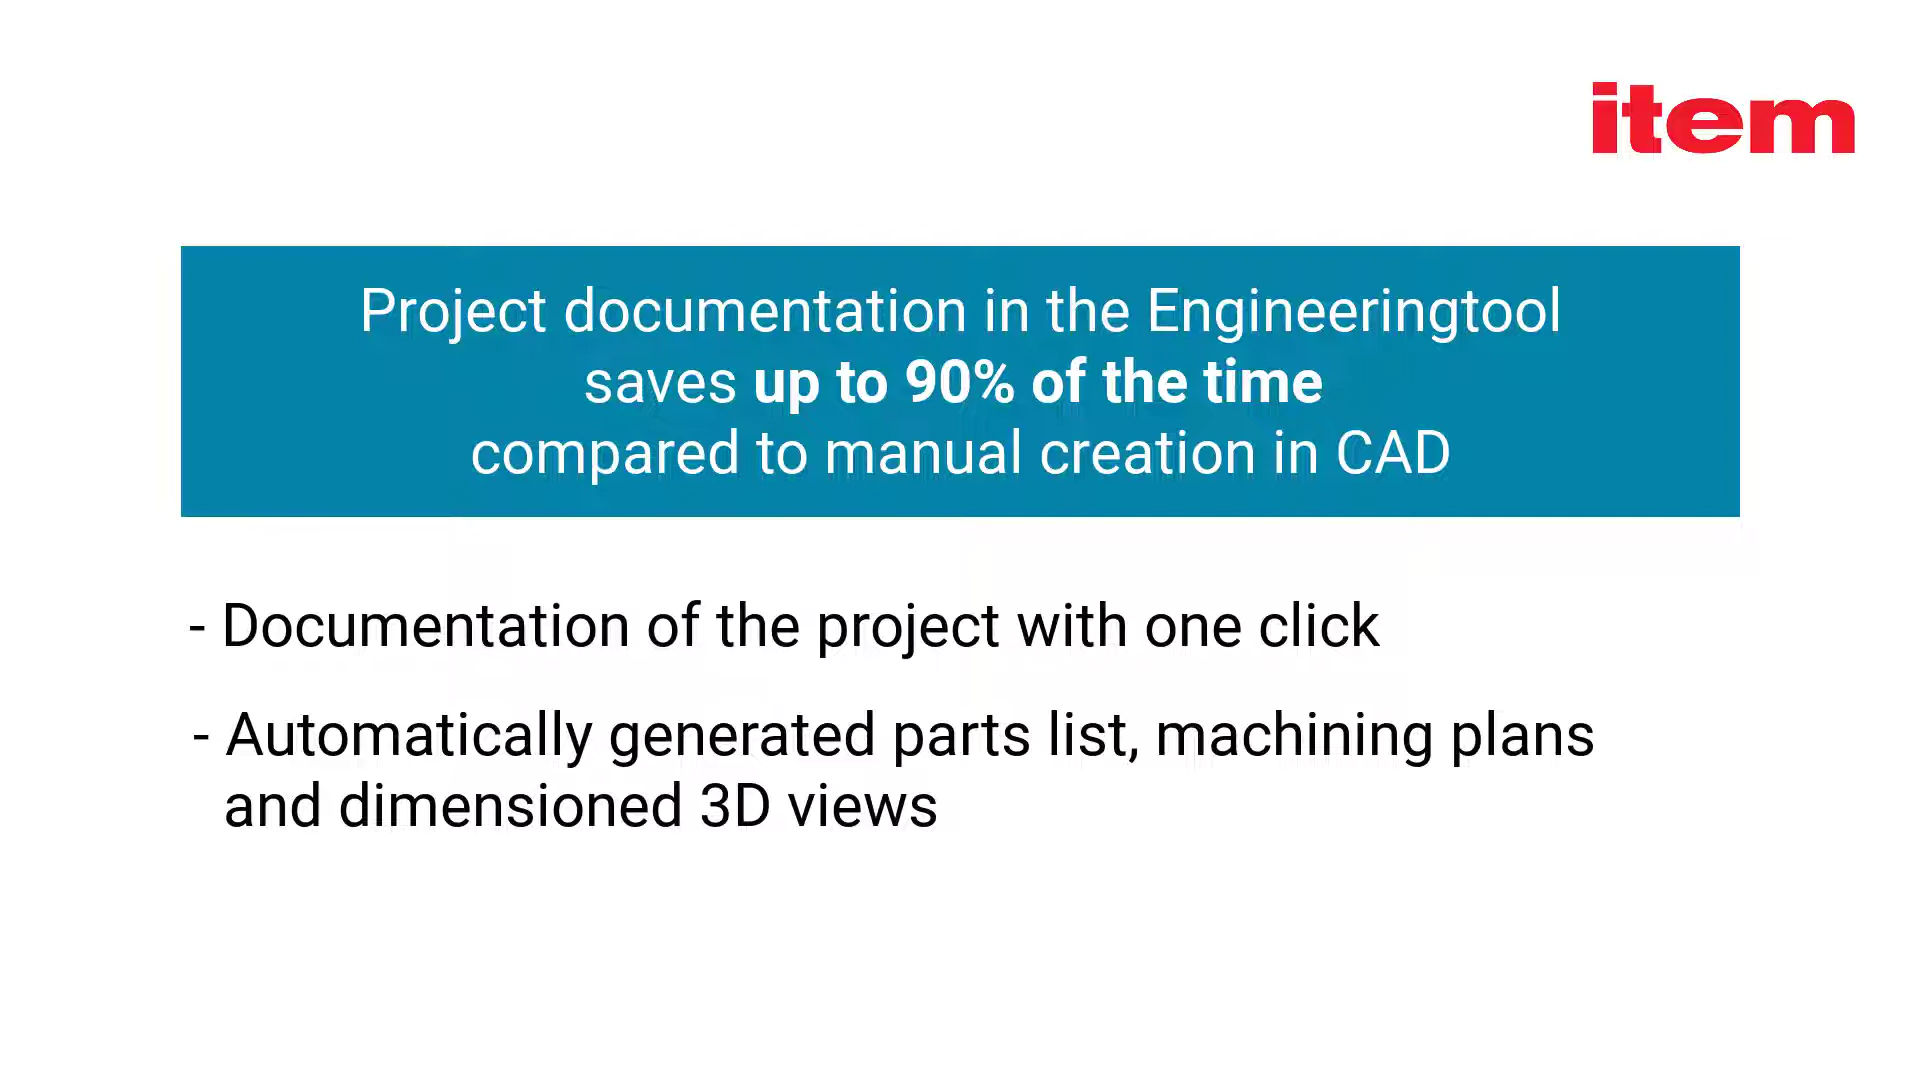 item
Project documentation in the Engineeringtool
saves up to 90% of the time
compared to manual creation in CAD
- Documentation of the project with one click
- Automatically generated parts list, machining plans
and dimensioned 3D views